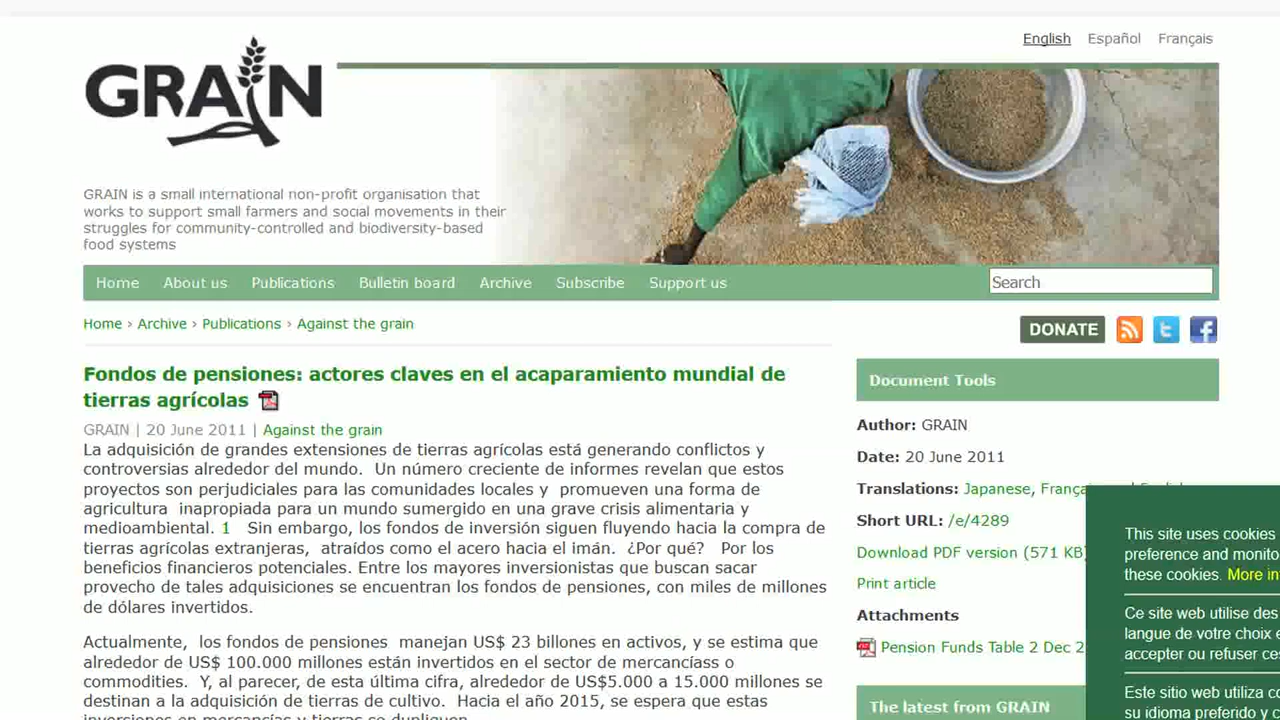 English Español Français
GRAIN
GRAIN is a small international non-profit organisation that
works to support small farmers and social movements in their
struggles for community-controlled and biodiversity-based
food systems
Home About us Publications Bulletin board Archive Subscribe Support us Search
Home › Archive › Publications › Against the grain
DONATE
Fondos de pensiones: actores claves en el acaparamiento mundial de
tierras agrícolas
GRAIN | 20 June 2011 | Against the grain
La adquisición de grandes extensiones de tierras agrícolas está generando conflictos y
controversias alrededor del mundo. Un número creciente de informes revelan que estos
proyectos son perjudiciales para las comunidades locales y promueven una forma de
agricultura inapropiada para un mundo sumergido en una grave crisis alimentaria y
medioambiental. 1 Sin embargo, los fondos de inversión siguen fluyendo hacia la compra de
tierras agrícolas extranjeras, atraídos como el acero hacia el imán. ¿Por qué? Por los
beneficios financieros potenciales. Entre los mayores inversionistas que buscan sacar
provecho de tales adquisiciones se encuentran los fondos de pensiones, con miles de millones
de dólares invertidos.
Actualmente, los fondos de pensiones manejan US$ 23 billones en activos, y se estima que
alrededor de US$ 100.000 millones están invertidos en el sector de mercancíass o
commodities. Y, al parecer, de esta última cifra, alrededor de US$5.000 a 15.000 millones se
destinan a la adquisición de tierras de cultivo. Hacia el año 2015, se espera que estas
inversiones en mercancías y tierras se dupliquen.
Document Tools
Author: GRAIN
Date: 20 June 2011
Translations: Japanese, França
Short URL: /e/4289
Download PDF version (571 KB)
Print article
Attachments
Pension Funds Table 2 Dec 2
The latest from GRAIN
This site uses cookies
preference and monito
these cookies. More in
Ce site web utilise des
langue de votre choix e
accepter ou refuser ces
Este sitio web utiliza co
su idioma preferido y c